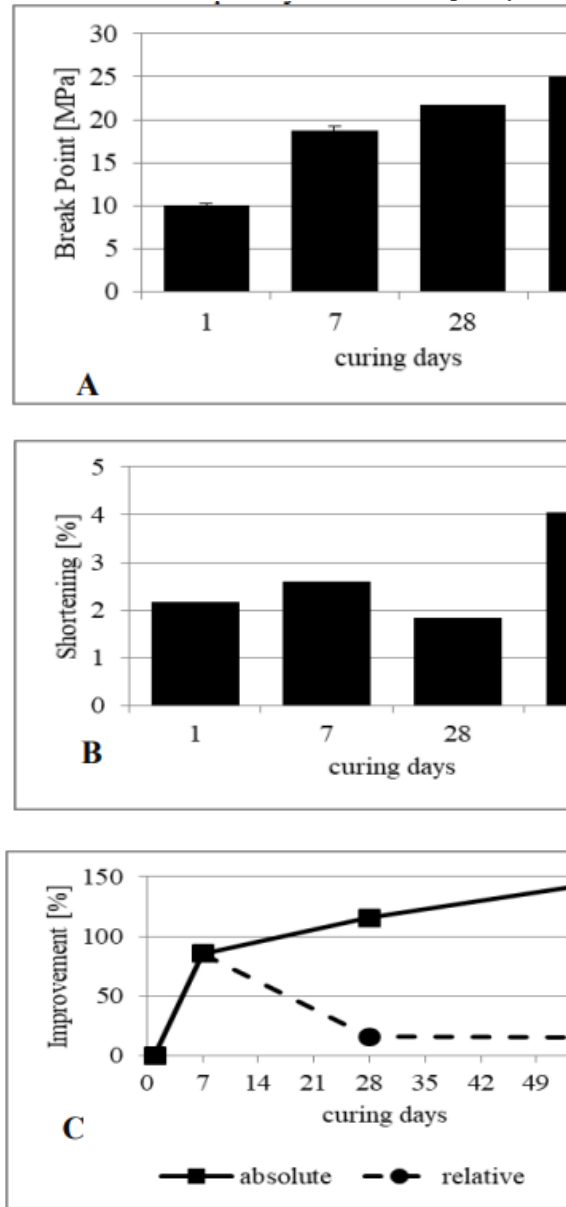 30
25
20
15
10
5
0
Break Point [MPa]
1 7 28
curing days
A
5
4
3
2
1
0
Shortening [%]
1 7 28
curing days
B
150
100
50
0
Improvement [%]
0 7 14 21 28 35 42 49
curing days
C
absolute relative